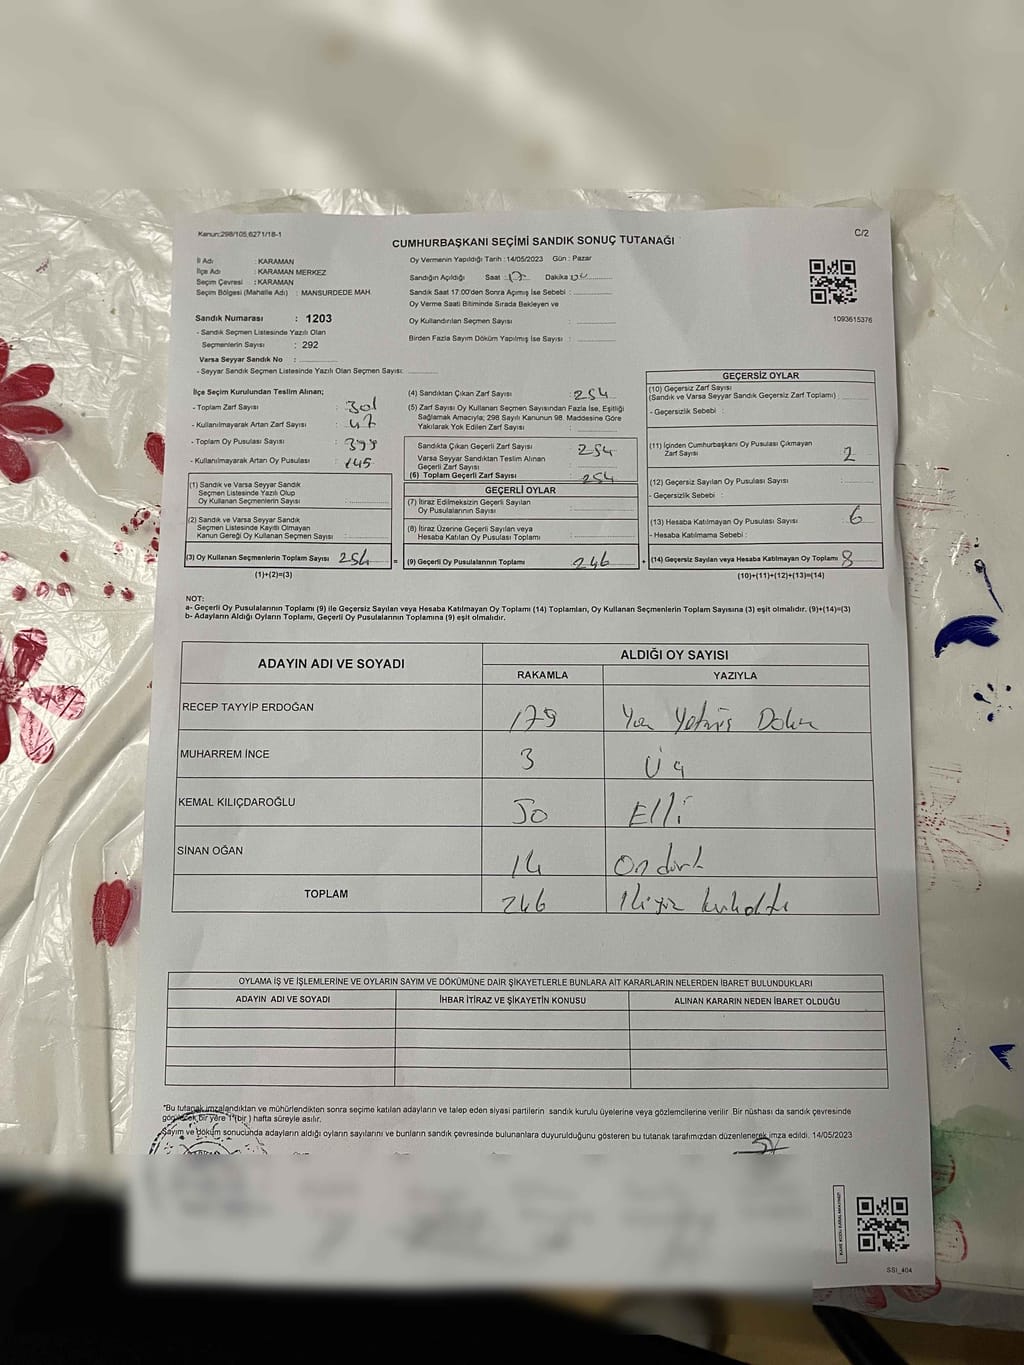 Kanun:298/105,6271/18-1
C/2
CUMHURBAŞKANI SEÇİMİ SANDIK SONUÇ TUTANAĞI
İl Adı : KARAMAN
İlçe Adı : KARAMAN MERKEZ
Seçim Çevresi : KARAMAN
Seçim Bölgesi (Mahalle Adı) : MANSURDEDE MAH.
Sandık Numarası : 1203
- Sandık Seçmen Listesinde Yazılı Olan
Seçmenlerin Sayısı : 292
Varsa Seyyar Sandık No :
- Seyyar Sandık Seçmen Listesinde Yazılı Olan Seçmen Sayısı:
Oy Vermenin Yapıldığı Tarih :14/05/2023 Gün : Pazar
Sandığın Açıldığı Saat : 17 Dakika
Sandık Saat 17:00'den Sonra Açımış İse Sebebi :
Oy Verme Saati Bitiminde Sırada Bekleyen ve
Oy Kullandırılan Seçmen Sayısı :
Birden Fazla Sayım Döküm Yapılmış İse Sayısı :
1093615376
İlçe Seçim Kurulundan Teslim Alınan;
- Toplam Zarf Sayısı : 301
- Kullanılmayarak Artan Zarf Sayısı : 47
- Toplam Oy Pusulası Sayısı : 399
- Kullanılmayarak Artan Oy Pusulası : 145
(1) Sandık ve Varsa Seyyar Sandık
Seçmen Listesinde Yazılı Olup
Oy Kullanan Seçmenlerin Sayısı :
(2) Sandık ve Varsa Seyyar Sandık
Seçmen Listesinde Kayıtlı Olmayan
Kanun Gereği Oy Kullanan Seçmen Sayısı :
(3) Oy Kullanan Seçmenlerin Toplam Sayısı 254
(1)+(2)=(3)
(4) Sandıktan Çıkan Zarf Sayısı : 254
(5) Zarf Sayısı Oy Kullanan Seçmen Sayısından Fazla İse, Eşitliği
Sağlamak Amacıyla; 298 Sayılı Kanunun 98. Maddesine Göre
Yakılarak Yok Edilen Zarf Sayısı :
Sandıkta Çıkan Geçerli Zarf Sayısı : 254
Varsa Seyyar Sandıktan Teslim Alınan
Geçerli Zarf Sayısı :
(6) Toplam Geçerli Zarf Sayısı : 254
GEÇERLİ OYLAR
(7) İtiraz Edilmeksizin Geçerli Sayılan
Oy Pusulalarının Sayısı :
(8) İtiraz Üzerine Geçerli Sayılan veya
Hesaba Katılan Oy Pusulası Toplamı :
= (9) Geçerli Oy Pusulalarının Toplamı : 246
GEÇERSİZ OYLAR
(10) Geçersiz Zarf Sayısı
(Sandık ve Varsa Seyyar Sandık Geçersiz Zarf Toplamı) :
- Geçersizlik Sebebi :
(11) İçinden Cumhurbaşkanı Oy Pusulası Çıkmayan
Zarf Sayısı : 2
(12) Geçersiz Sayılan Oy Pusulası Sayısı :
- Geçersizlik Sebebi :
(13) Hesaba Katılmayan Oy Pusulası Sayısı : 6
- Hesaba Katılmama Sebebi :
+ (14) Geçersiz Sayılan veya Hesaba Katılmayan Oy Toplamı : 8
(10)+(11)+(12)+(13)=(14)
NOT:
a- Geçerli Oy Pusulalarının Toplamı (9) ile Geçersiz Sayılan veya Hesaba Katılmayan Oy Toplamı (14) Toplamları, Oy Kullanan Seçmenlerin Toplam Sayısına (3) eşit olmalıdır. (9)+(14)=(3)
b- Adayların Aldığı Oyların Toplamı, Geçerli Oy Pusulalarının Toplamına (9) eşit olmalıdır.
ADAYIN ADI VE SOYADI
ALDIĞI OY SAYISI
RAKAMLA YAZIYLA
RECEP TAYYİP ERDOĞAN 179 Yüz Yetmiş Dokuz
MUHARREM İNCE 3 Üç
KEMAL KILIÇDAROĞLU 50 Elli
SİNAN OĞAN 14 Ondört
TOPLAM 246 İkiyüz kırkaltı
OYLAMA İŞ VE İŞLEMLERİNE VE OYLARIN SAYIM VE DÖKÜMÜNE DAİR ŞİKAYETLERLE BUNLARA AİT KARARLARIN NELERDEN İBARET BULUNDUKLARI
ADAYIN ADI VE SOYADI İHBAR İTİRAZ VE ŞİKAYETİN KONUSU ALINAN KARARIN NEDEN İBARET OLDUĞU
*Bu tutanak imzalandıktan ve mühürlendikten sonra seçime katılan adayların ve talep eden siyasi partilerin sandık kurulu üyelerine veya gözlemcilerine verilir. Bir nüshası da sandık çevresinde
görülecek bir yere 1 (bir) hafta süreyle asılır.
Sayım ve döküm sonucunda adayların aldığı oyların sayılarını ve bunların sandık çevresinde bulunanlara duyurulduğunu gösteren bu tutanak tarafımızdan düzenlenerek imza edildi. 14/05/2023
SSI_404